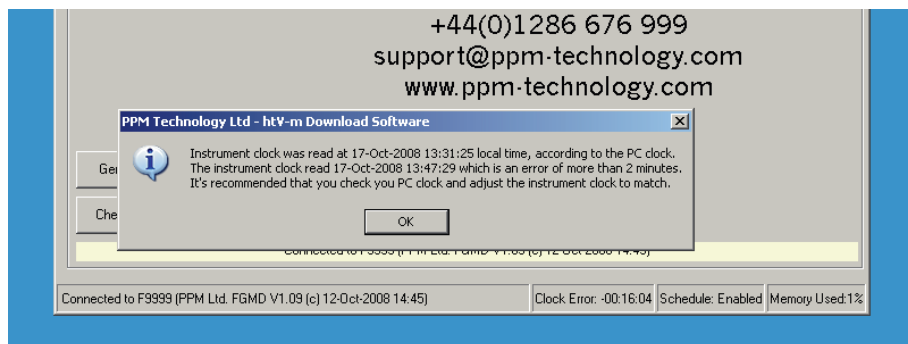 +44(0)1286 676 999
support@ppm-technology.com
www.ppm-technology.com
PPM Technology Ltd - htV-m Download Software
Instrument clock was read at 17-Oct-2008 13:31:25 local time, according to the PC clock.
The instrument clock read 17-Oct-2008 13:47:29 which is an error of more than 2 minutes.
It's recommended that you check you PC clock and adjust the instrument clock to match.
OK
Connected to F9999 (PPM Ltd. FGMD V1.09 (c) 12-Oct-2008 14:45)
Clock Error: -00:16:04
Schedule: Enabled
Memory Used:1%